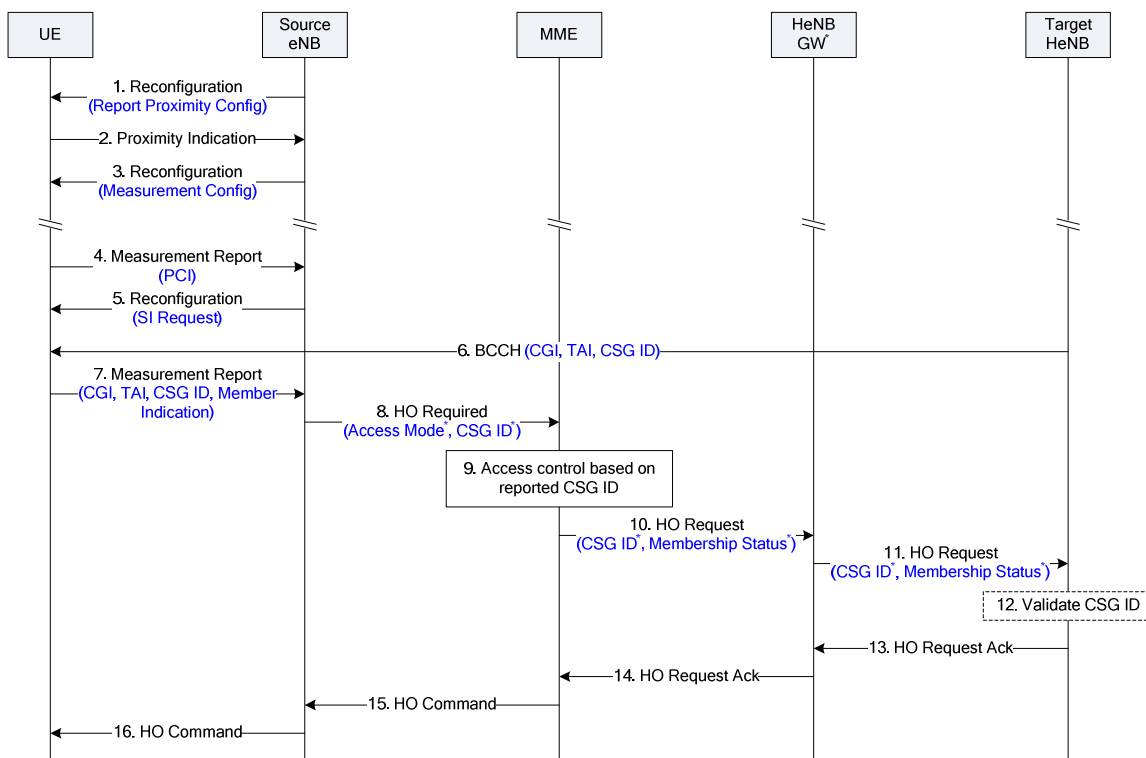 UE
Source
eNB
MME
HeNB
GW*
Target
HeNB
1. Reconfiguration
(Report Proximity Config)
2. Proximity Indication
3. Reconfiguration
(Measurement Config)
4. Measurement Report
(PCI)
5. Reconfiguration
(SI Request)
6. BCCH (CGI, TAI, CSG ID)
7. Measurement Report
(CGI, TAI, CSG ID, Member
Indication)
8. HO Required
(Access Mode*, CSG ID*)
9. Access control based on
reported CSG ID
10. HO Request
(CSG ID*, Membership Status*)
11. HO Request
(CSG ID*, Membership Status*)
12. Validate CSG ID
13. HO Request Ack
14. HO Request Ack
15. HO Command
16. HO Command